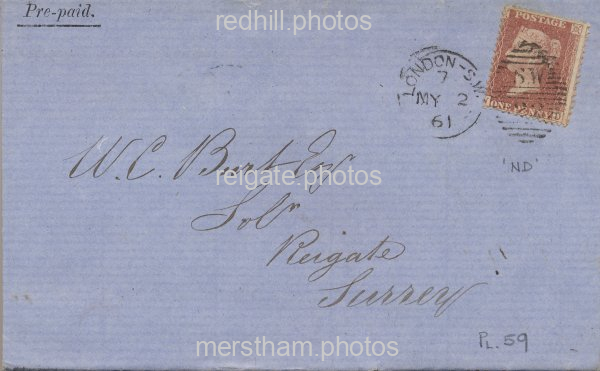 Pre-paid.
redhill.photos
POSTAGE
LONDON-S.W
7
MY 2
61
SW
ONE PENNY
'ND'
W. C. Burt Esqr
reigate.photos
Solr
Reigate
Surrey
PL. 59
merstham.photos